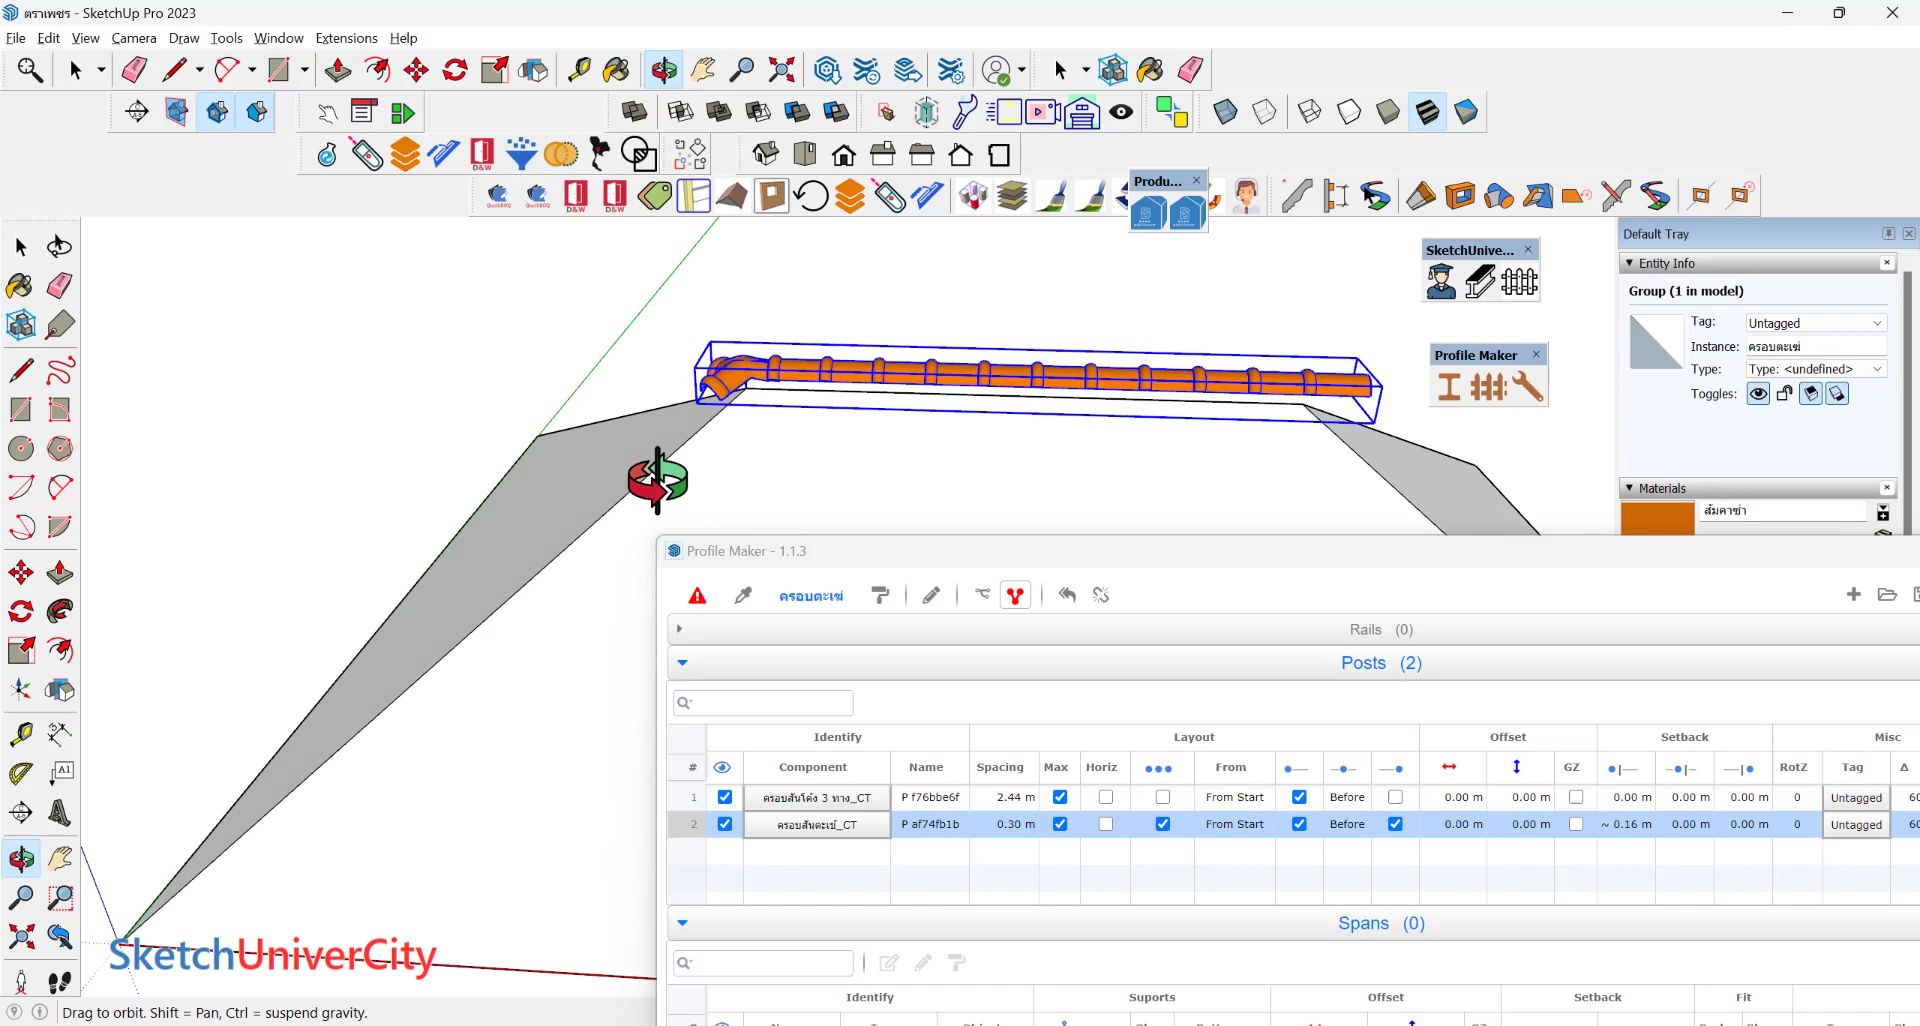 ตราเพชร - SketchUp Pro 2023
File Edit View Camera Draw Tools Window Extensions Help
D&W
QuickBOQ QuickBOQ D&W D&W
Produ...
SketchUnive...
Profile Maker
Default Tray
Entity Info
Group (1 in model)
Tag: Untagged
Instance: ครอบตะเฆ่
Type: Type: <undefined>
Toggles:
Materials
ส้มคาซ่า
Profile Maker - 1.1.3
ครอบตะเฆ่
Rails (0)
Posts (2)
Identify Layout Offset Setback Misc
# Component Name Spacing Max Horiz From GZ RotZ Tag Δ
1 ครอบสันโค้ง 3 ทาง_CT P f76bbe6f 2.44 m From Start Before 0.00 m 0.00 m 0.00 m 0.00 m 0.00 m 0 Untagged
2 ครอบสันตะเข้_CT P af74fb1b 0.30 m From Start Before 0.00 m 0.00 m ~ 0.16 m 0.00 m 0.00 m 0 Untagged
Spans (0)
Identify Suports Offset Setback Fit
SketchUniverCity
Drag to orbit. Shift = Pan, Ctrl = suspend gravity.